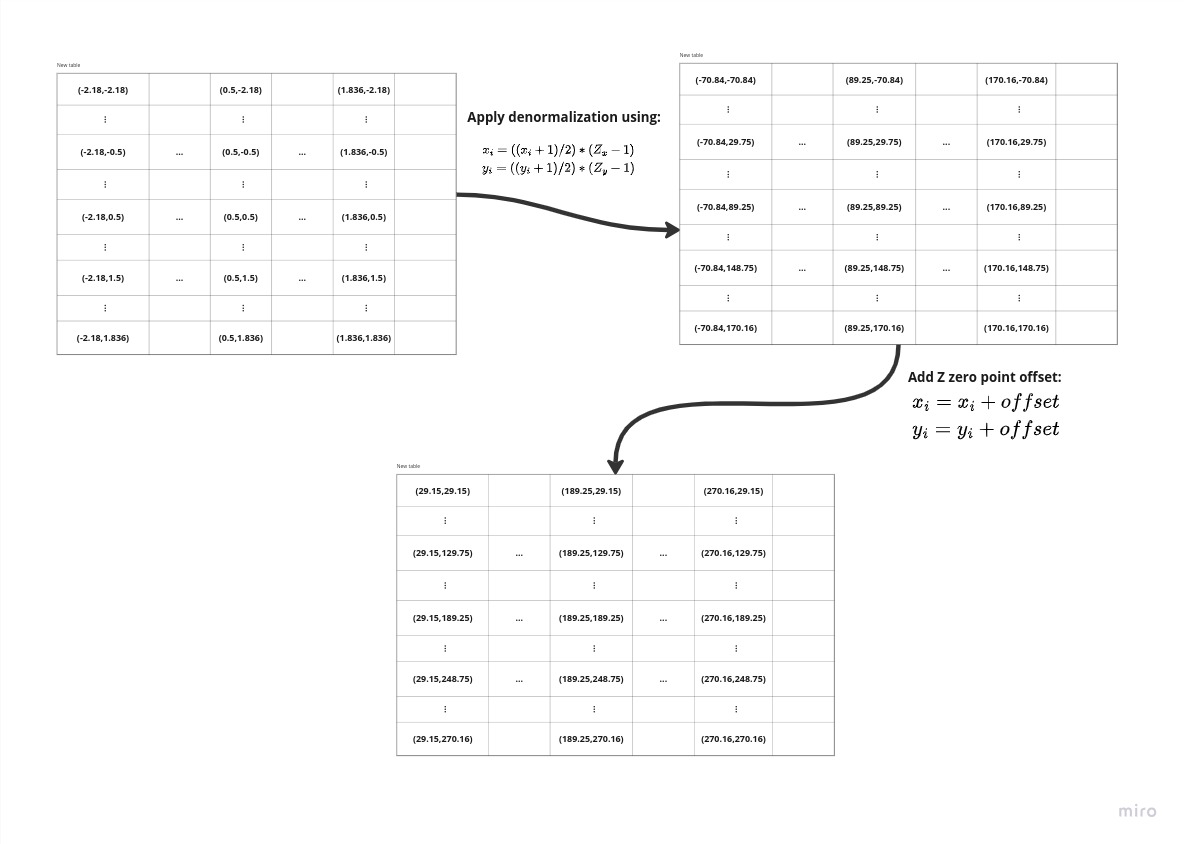 New table
(-2.18,-2.18) (0.5,-2.18) (1.836,-2.18)
⋮ ⋮ ⋮
(-2.18,-0.5) ... (0.5,-0.5) ... (1.836,-0.5)
⋮ ⋮ ⋮
(-2.18,0.5) ... (0.5,0.5) ... (1.836,0.5)
⋮ ⋮ ⋮
(-2.18,1.5) ... (0.5,1.5) ... (1.836,1.5)
⋮ ⋮ ⋮
(-2.18,1.836) (0.5,1.836) (1.836,1.836)
Apply denormalization using:
x_i = ((x_i + 1)/2) * (Z_x − 1)
y_i = ((y_i + 1)/2) * (Z_y − 1)
New table
(-70.84,-70.84) (89.25,-70.84) (170.16,-70.84)
⋮ ⋮ ⋮
(-70.84,29.75) ... (89.25,29.75) ... (170.16,29.75)
⋮ ⋮ ⋮
(-70.84,89.25) ... (89.25,89.25) ... (170.16,89.25)
⋮ ⋮ ⋮
(-70.84,148.75) ... (89.25,148.75) ... (170.16,148.75)
⋮ ⋮ ⋮
(-70.84,170.16) (89.25,170.16) (170.16,170.16)
Add Z zero point offset:
x_i = x_i + offset
y_i = y_i + offset
New table
(29.15,29.15) (189.25,29.15) (270.16,29.15)
⋮ ⋮ ⋮
(29.15,129.75) ... (189.25,129.75) ... (270.16,129.75)
⋮ ⋮ ⋮
(29.15,189.25) ... (189.25,189.25) ... (270.16,189.25)
⋮ ⋮ ⋮
(29.15,248.75) ... (189.25,248.75) ... (270.16,248.75)
⋮ ⋮ ⋮
(29.15,270.16) (189.25,270.16) (270.16,270.16)
miro